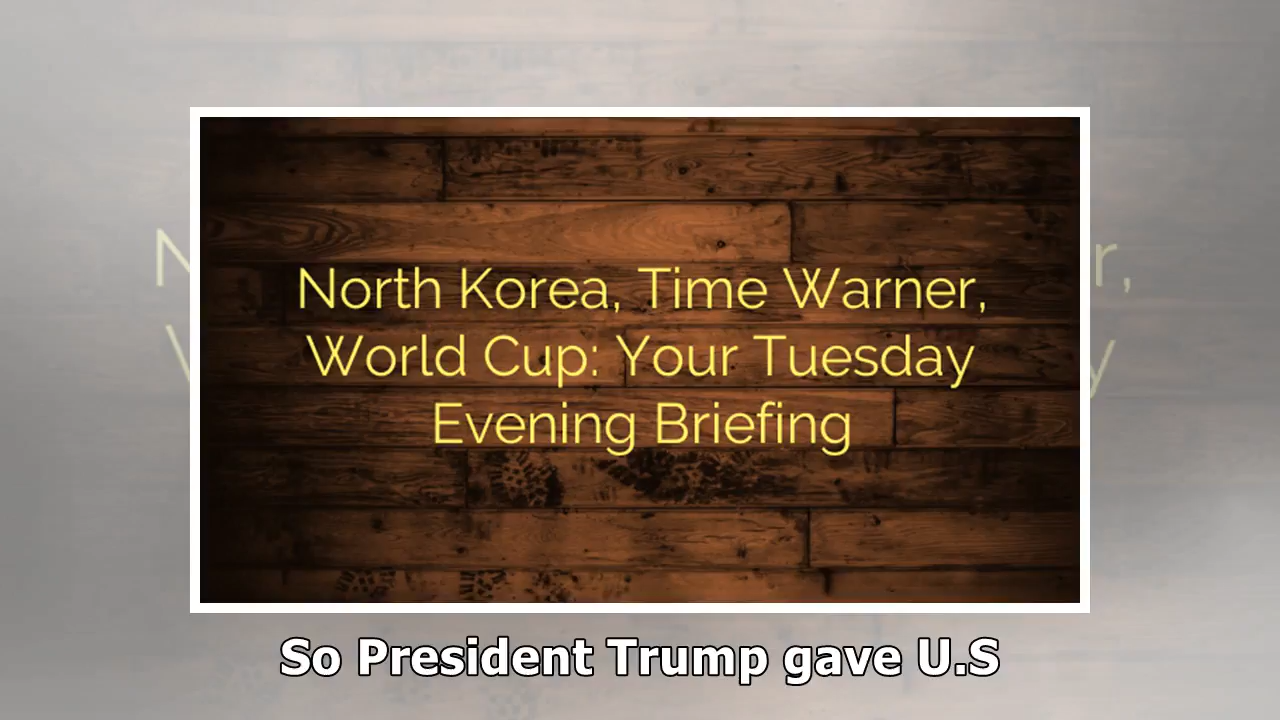 North Korea, Time Warner,
World Cup: Your Tuesday
Evening Briefing
So President Trump gave U.S